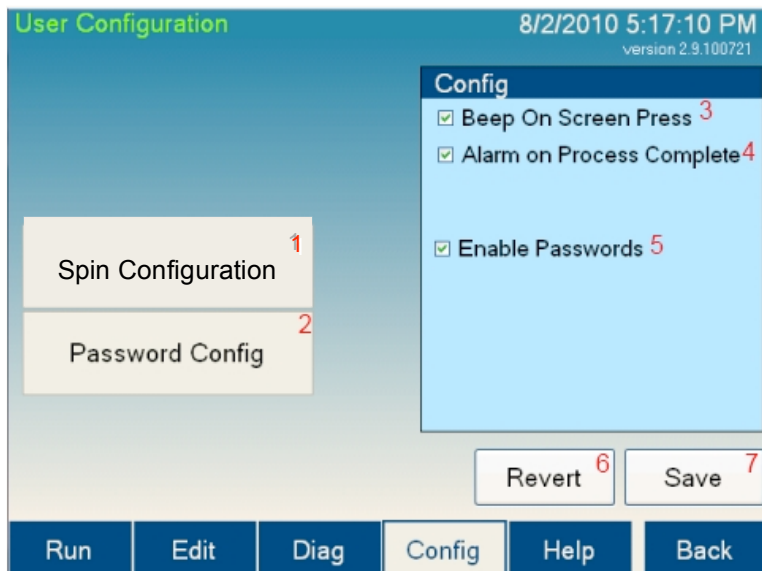 User Configuration
8/2/2010 5:17:10 PM
version 2.9.100721
Config
Beep On Screen Press 3
Alarm on Process Complete 4
Enable Passwords 5
Spin Configuration 1
Password Config 2
Revert 6
Save 7
Run Edit Diag Config Help Back